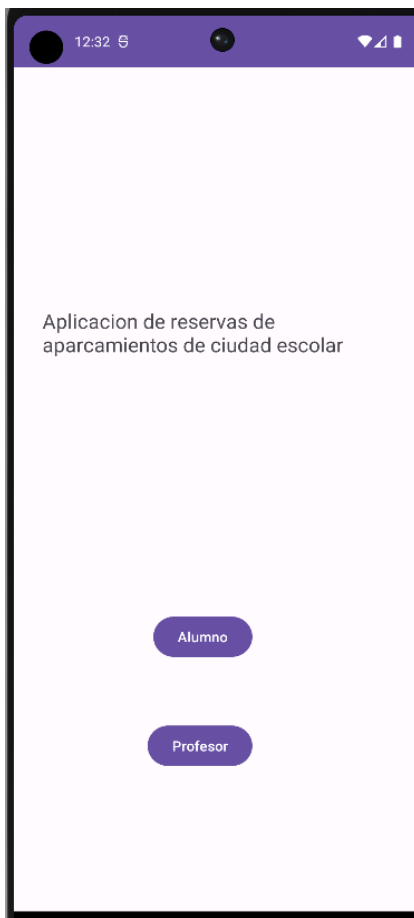 12:32
Aplicacion de reservas de
aparcamientos de ciudad escolar
Alumno
Profesor